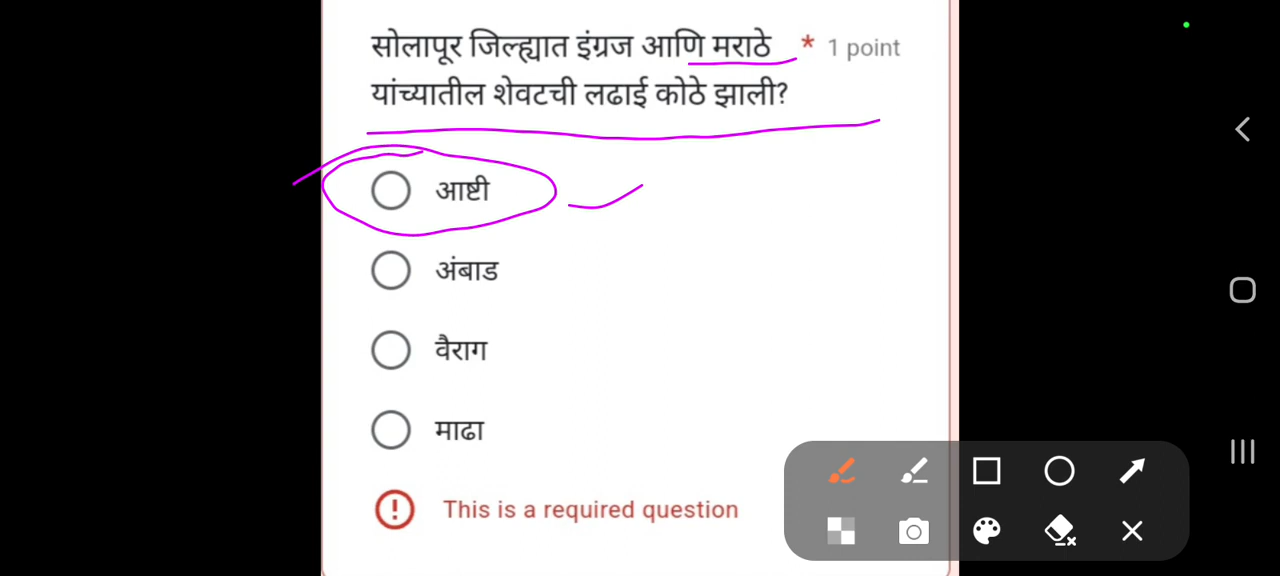 सोलापूर जिल्ह्यात इंग्रज आणि मराठे * 1 point
यांच्यातील शेवटची लढाई कोठे झाली?
आष्टी
अंबाड
वैराग
माढा
This is a required question